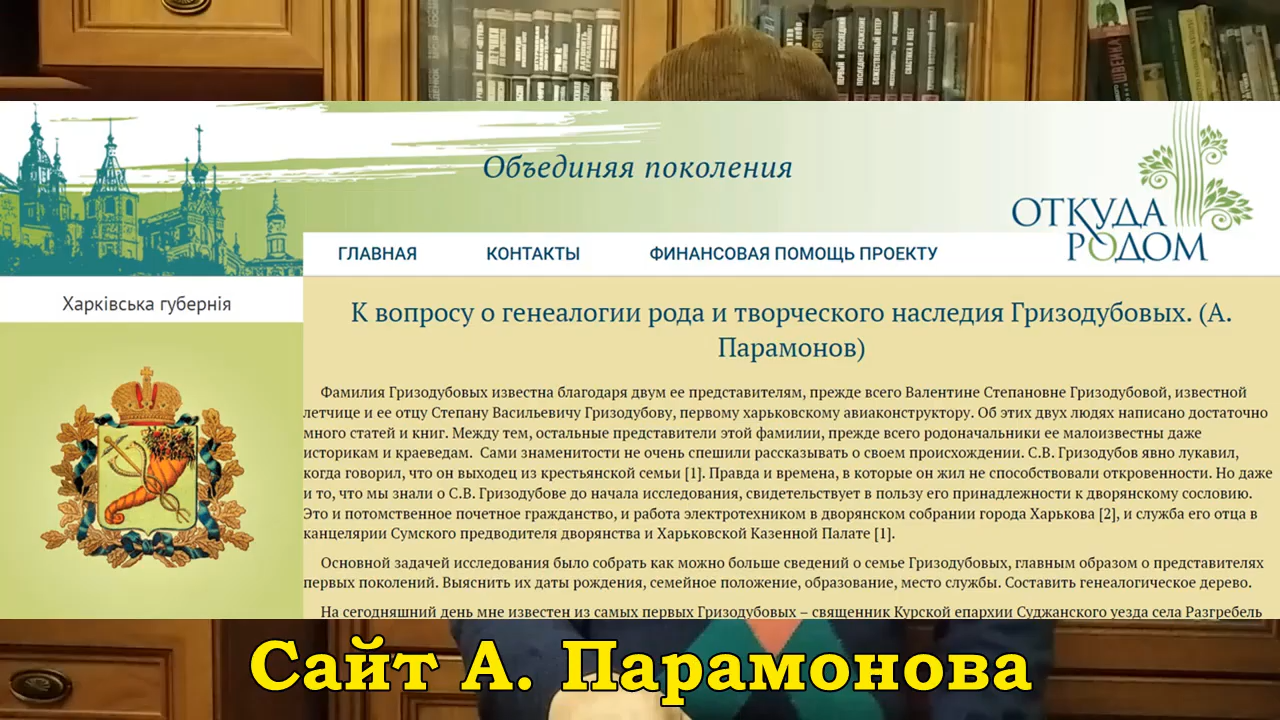 ШВЕЙКА
Объединяя поколения
ОТКУДА
РОДОМ
ГЛАВНАЯ КОНТАКТЫ ФИНАНСОВАЯ ПОМОЩЬ ПРОЕКТУ
Харківська губернія
К вопросу о генеалогии рода и творческого наследия Гризодубовых. (А.
Парамонов)
Фамилия Гризодубовых известна благодаря двум ее представителям, прежде всего Валентине Степановне Гризодубовой, известной
летчице и ее отцу Степану Васильевичу Гризодубову, первому харьковскому авиаконструктору. Об этих двух людях написано достаточно
много статей и книг. Между тем, остальные представители этой фамилии, прежде всего родоначальники ее малоизвестны даже
историкам и краеведам. Сами знаменитости не очень спешили рассказывать о своем происхождении. С.В. Гризодубов явно лукавил,
когда говорил, что он выходец из крестьянской семьи [1]. Правда и времена, в которые он жил не способствовали откровенности. Но даже
и то, что мы знали о С.В. Гризодубове до начала исследования, свидетельствует в пользу его принадлежности к дворянскому сословию.
Это и потомственное почетное гражданство, и работа электротехником в дворянском собрании города Харькова [2], и служба его отца в
канцелярии Сумского предводителя дворянства и Харьковской Казенной Палате [1].
Основной задачей исследования было собрать как можно больше сведений о семье Гризодубовых, главным образом о представителях
первых поколений. Выяснить их даты рождения, семейное положение, образование, место службы. Составить генеалогическое дерево.
На сегодняшний день мне известен из самых первых Гризодубовых – священник Курской епархии Суджанского уезда села Разгребель
Сайт А. Парамонова